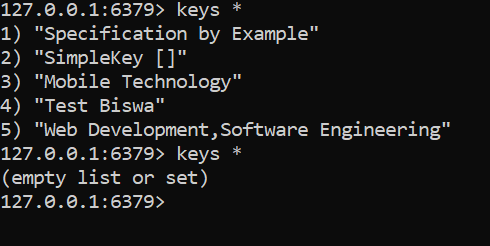 127.0.0.1:6379> keys *
1) "Specification by Example"
2) "SimpleKey []"
3) "Mobile Technology"
4) "Test Biswa"
5) "Web Development,Software Engineering"
127.0.0.1:6379> keys *
(empty list or set)
127.0.0.1:6379>